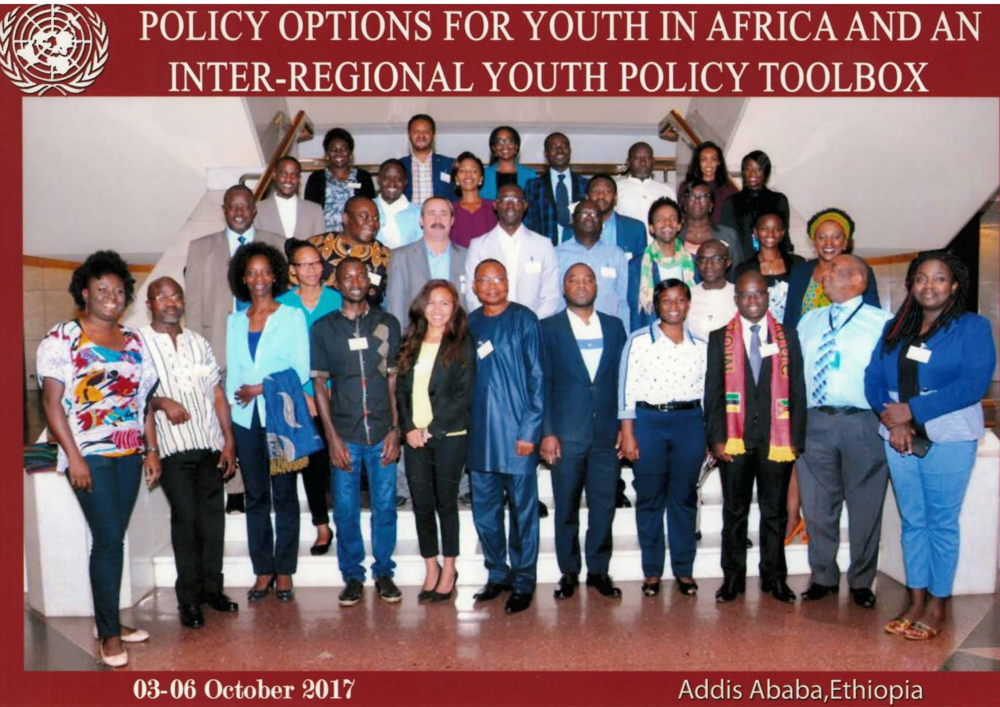 POLICY OPTIONS FOR YOUTH IN AFRICA AND AN
INTER-REGIONAL YOUTH POLICY TOOLBOX
03-06 October 2017
Addis Ababa,Ethiopia